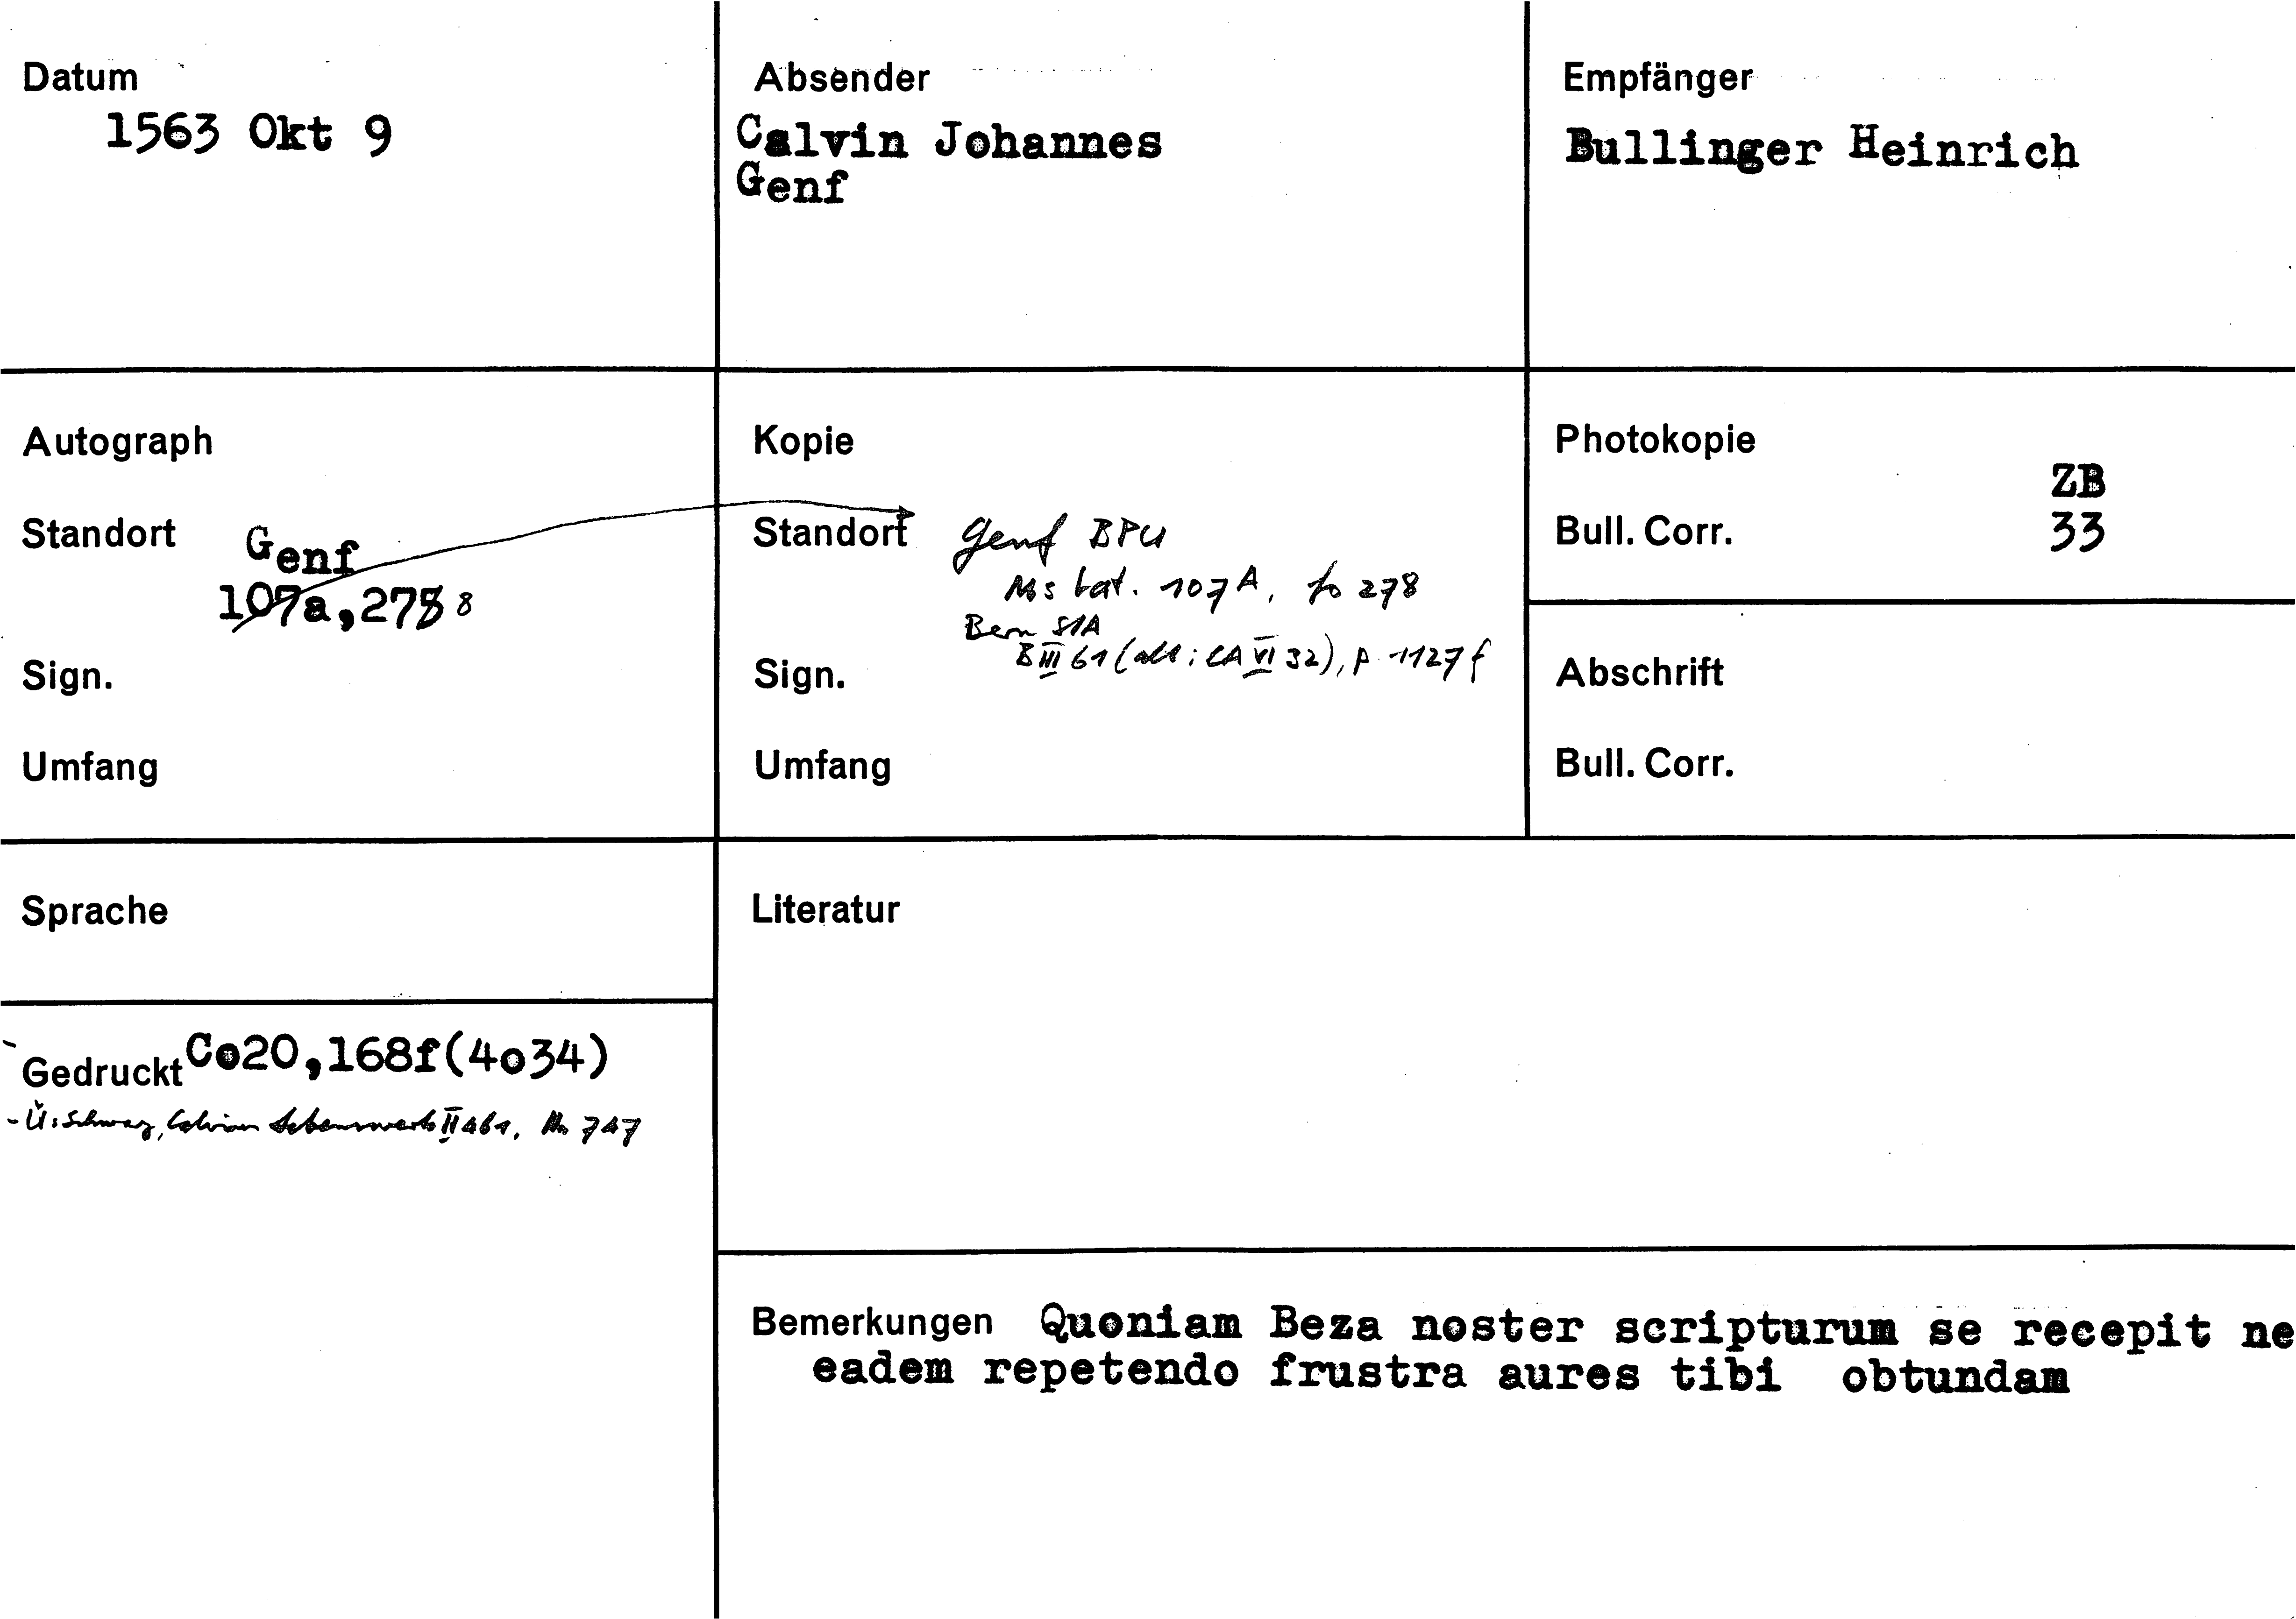 Datum
1563 Okt 9
Absender
Calvin Johannes
Genf
Empfänger
Bullinger Heinrich
Autograph
Standort
Genf
107a,278 8
Sign.
Umfang
Kopie
Standort
Genf BPU
Ms lat. 107A, fo 278
Bern StA
B III 61 (alt: EA VI 32), p. 1127 f
Sign.
Umfang
Photokopie
ZB
Bull. Corr. 33
Abschrift
Bull. Corr.
Sprache
Gedruckt Co20,168f(4o34)
- Ü: Schwarz, Calvins Lebenswerk II 461, Nr. 747
Literatur
Bemerkungen Quoniam Beza noster scripturum se recepit ne
eadem repetendo frustra aures tibi obtundam